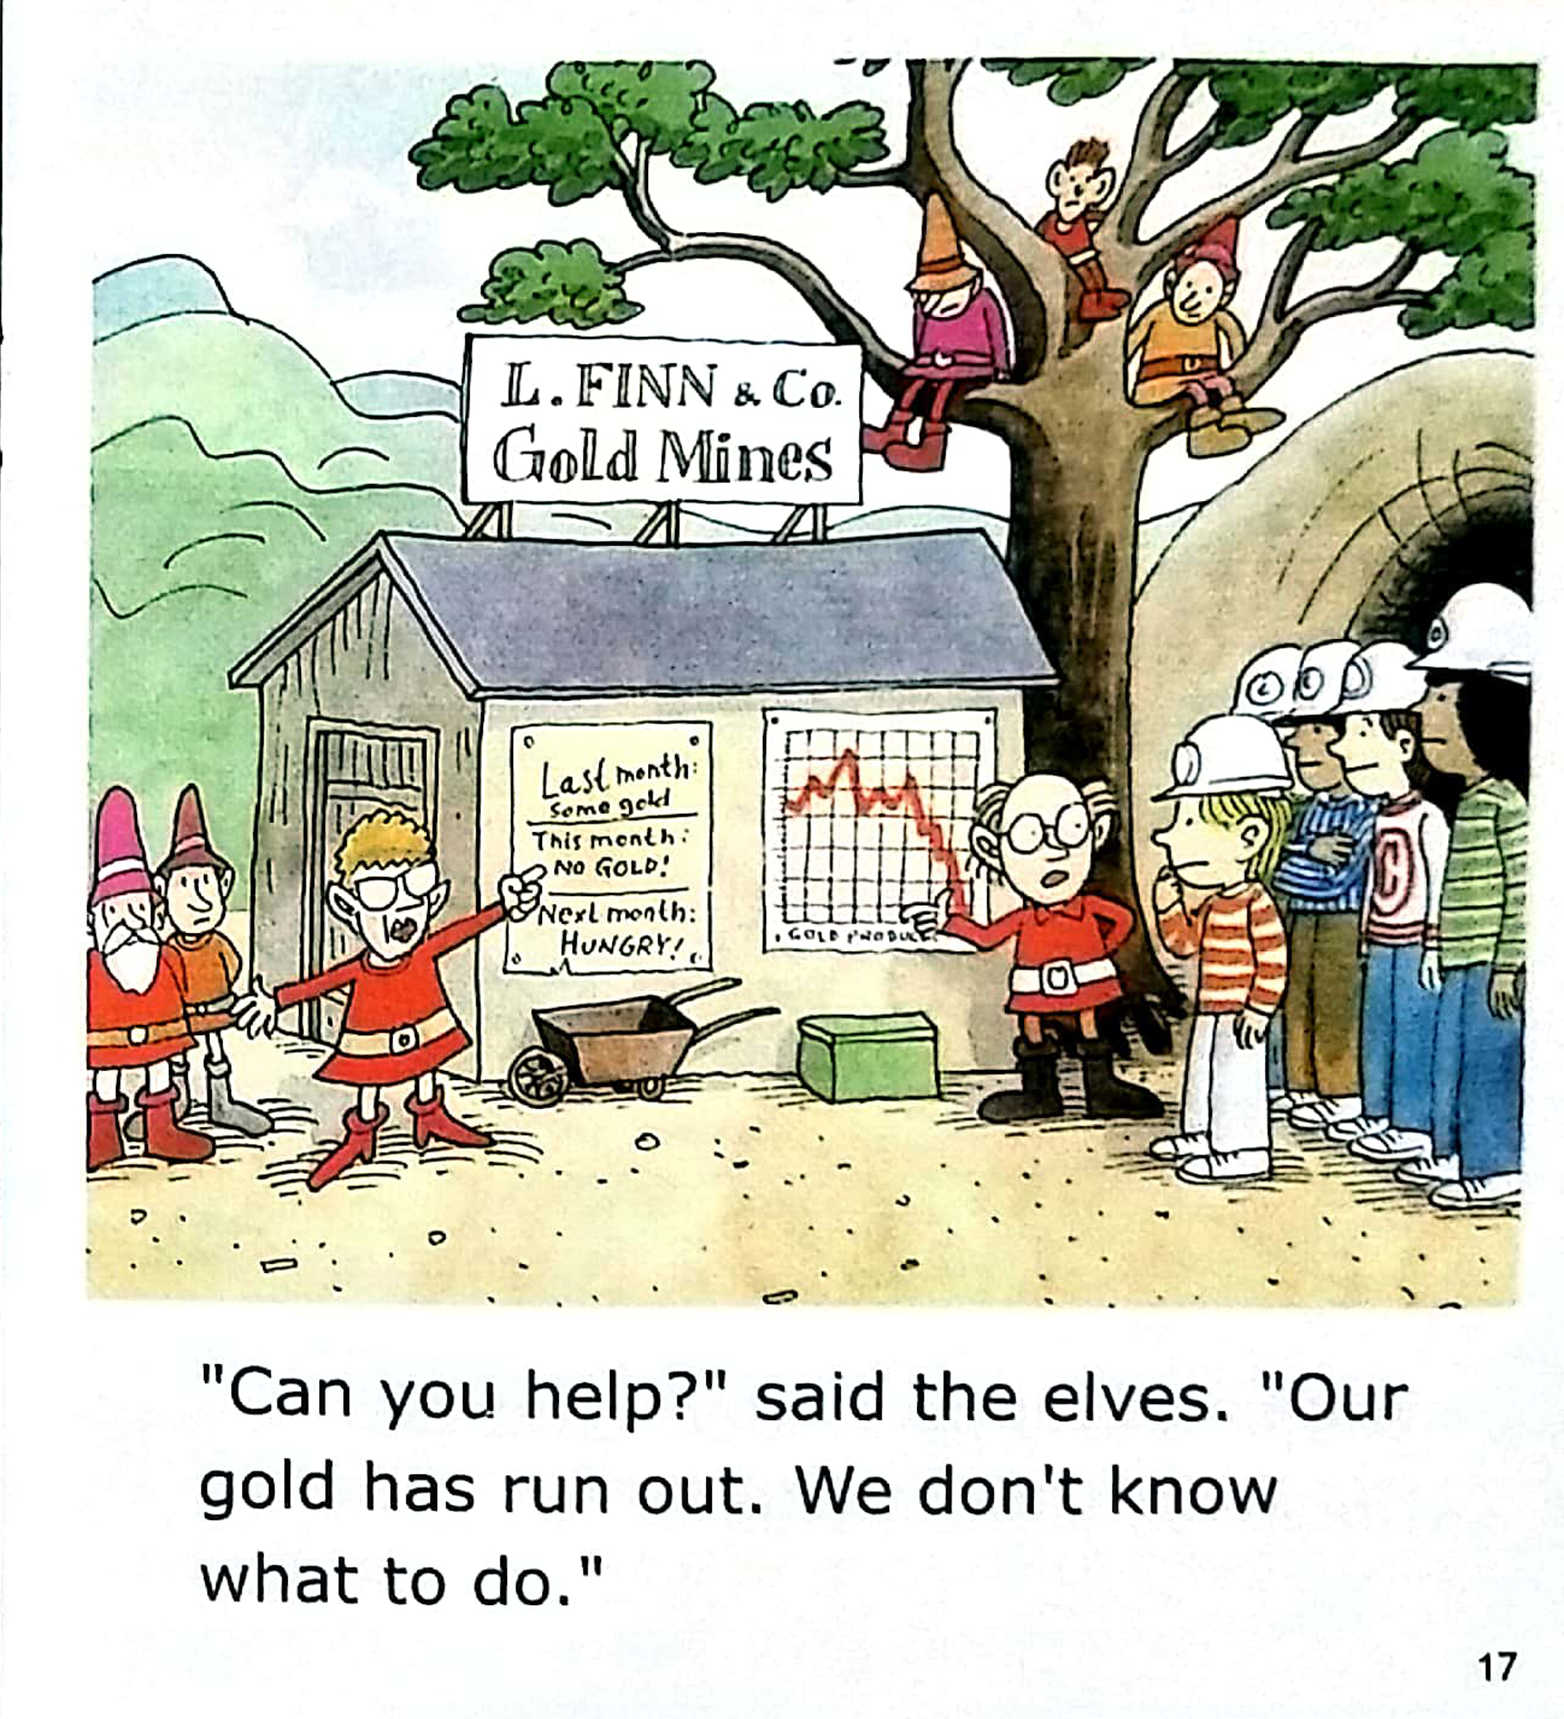 L. FINN & Co.
Gold Mines
Last month:
some gold
This month:
NO GOLD!
Next month:
HUNGRY!
GOLD
C
"Can you help?" said the elves. "Our
gold has run out. We don't know
what to do."
17